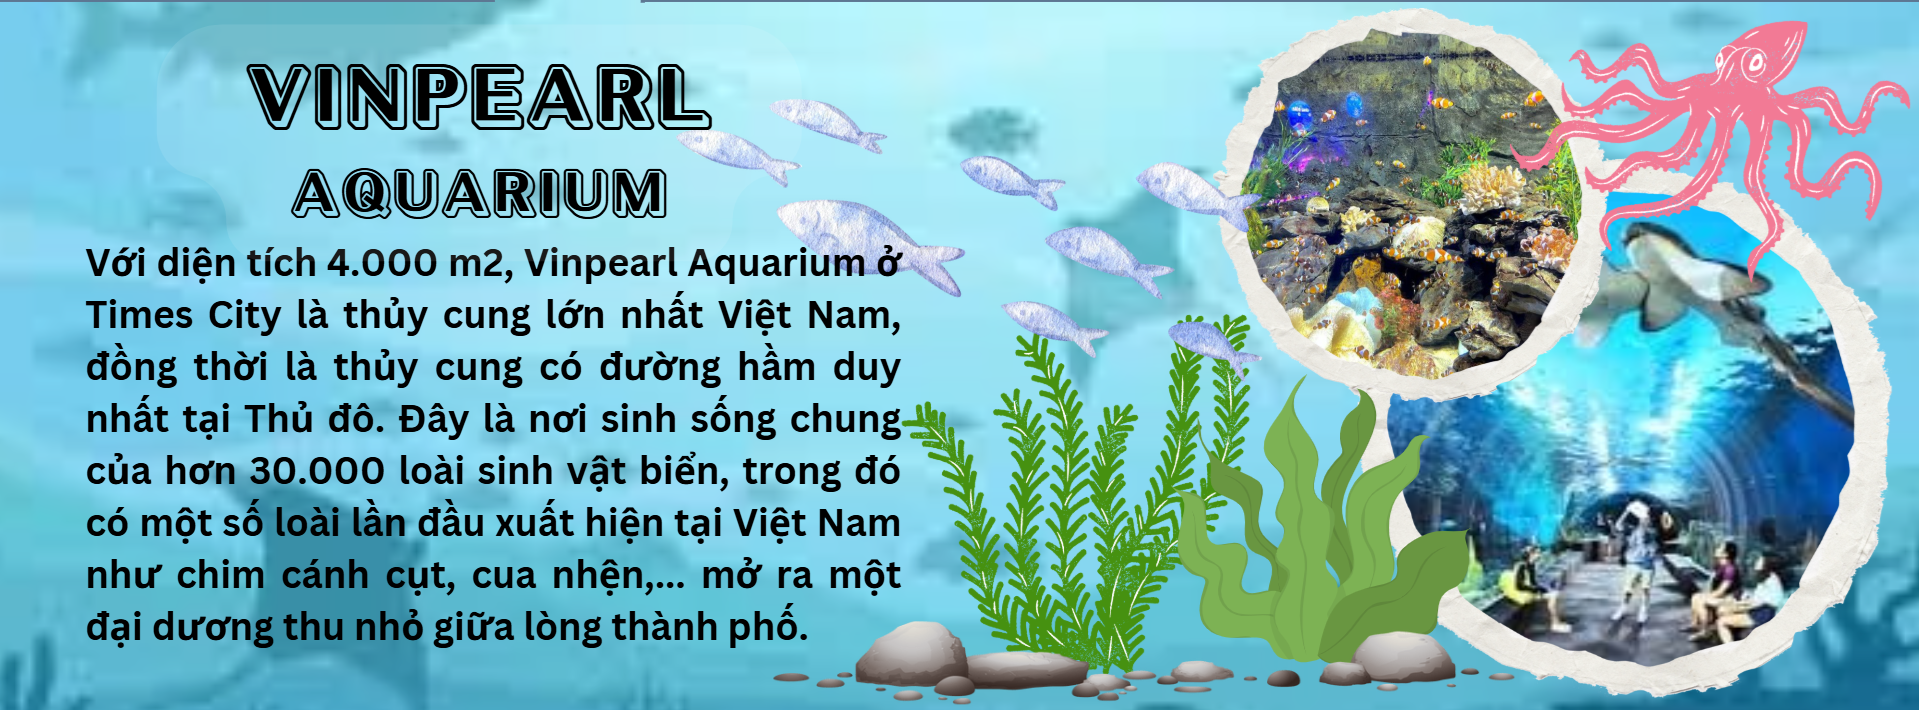 VINPEARL
AQUARIUM
Với diện tích 4.000 m2, Vinpearl Aquarium ở
Times City là thủy cung lớn nhất Việt Nam,
đồng thời là thủy cung có đường hầm duy
nhất tại Thủ đô. Đây là nơi sinh sống chung
của hơn 30.000 loài sinh vật biển, trong đó
có một số loài lần đầu xuất hiện tại Việt Nam
như chim cánh cụt, cua nhện,... mở ra một
đại dương thu nhỏ giữa lòng thành phố.